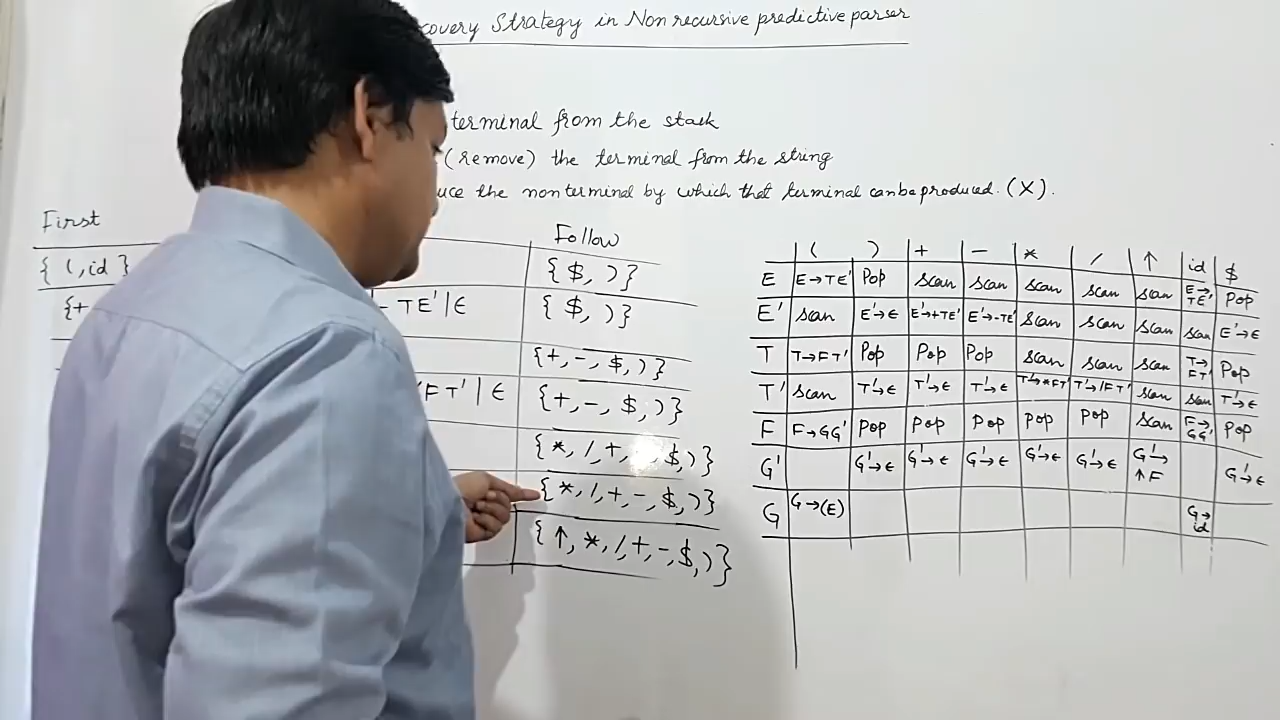 covery Strategy in Non recursive predictive parser
terminal from the stack
(remove) the terminal from the string
uce the non terminal by which that terminal can be produced. (X).
First
Follow
{ (, id }
{ $, ) }
{+
- TE' | ϵ
{ $, ) }
{+, -, $, )}
/FT' | ϵ
{+, -, $, )}
{*, /, +, -, $, )}
{*, /, +, -, $, )}
{↑, *, /, +, -, $, )}
( ) + - * / ↑ id $
E E→TE' Pop scan scan scan scan scan E→TE' Pop
E' scan E'→ϵ E'→+TE' E'→-TE' scan scan scan scan E'→ϵ
T T→FT' Pop Pop Pop scan scan scan T→FT' Pop
T' scan T'→ϵ T'→ϵ T'→ϵ T'→*FT' T'→/FT' scan scan T'→ϵ
F F→GG' Pop Pop Pop Pop Pop scan F→GG' Pop
G' G'→ϵ G'→ϵ G'→ϵ G'→ϵ G'→ϵ G'→↑F G'→ϵ
G G→(E) G→id